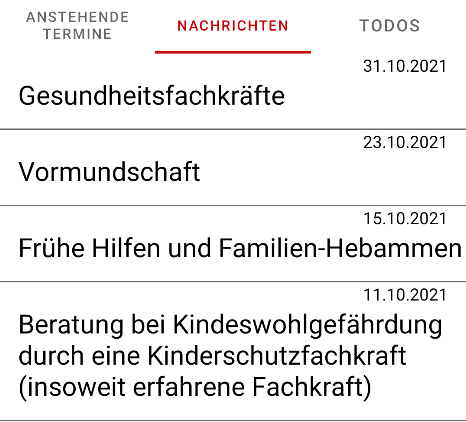 ANSTEHENDE
TERMINE
NACHRICHTEN
TODOS
31.10.2021
Gesundheitsfachkräfte
23.10.2021
Vormundschaft
15.10.2021
Frühe Hilfen und Familien-Hebammen
11.10.2021
Beratung bei Kindeswohlgefährdung
durch eine Kinderschutzfachkraft
(insoweit erfahrene Fachkraft)